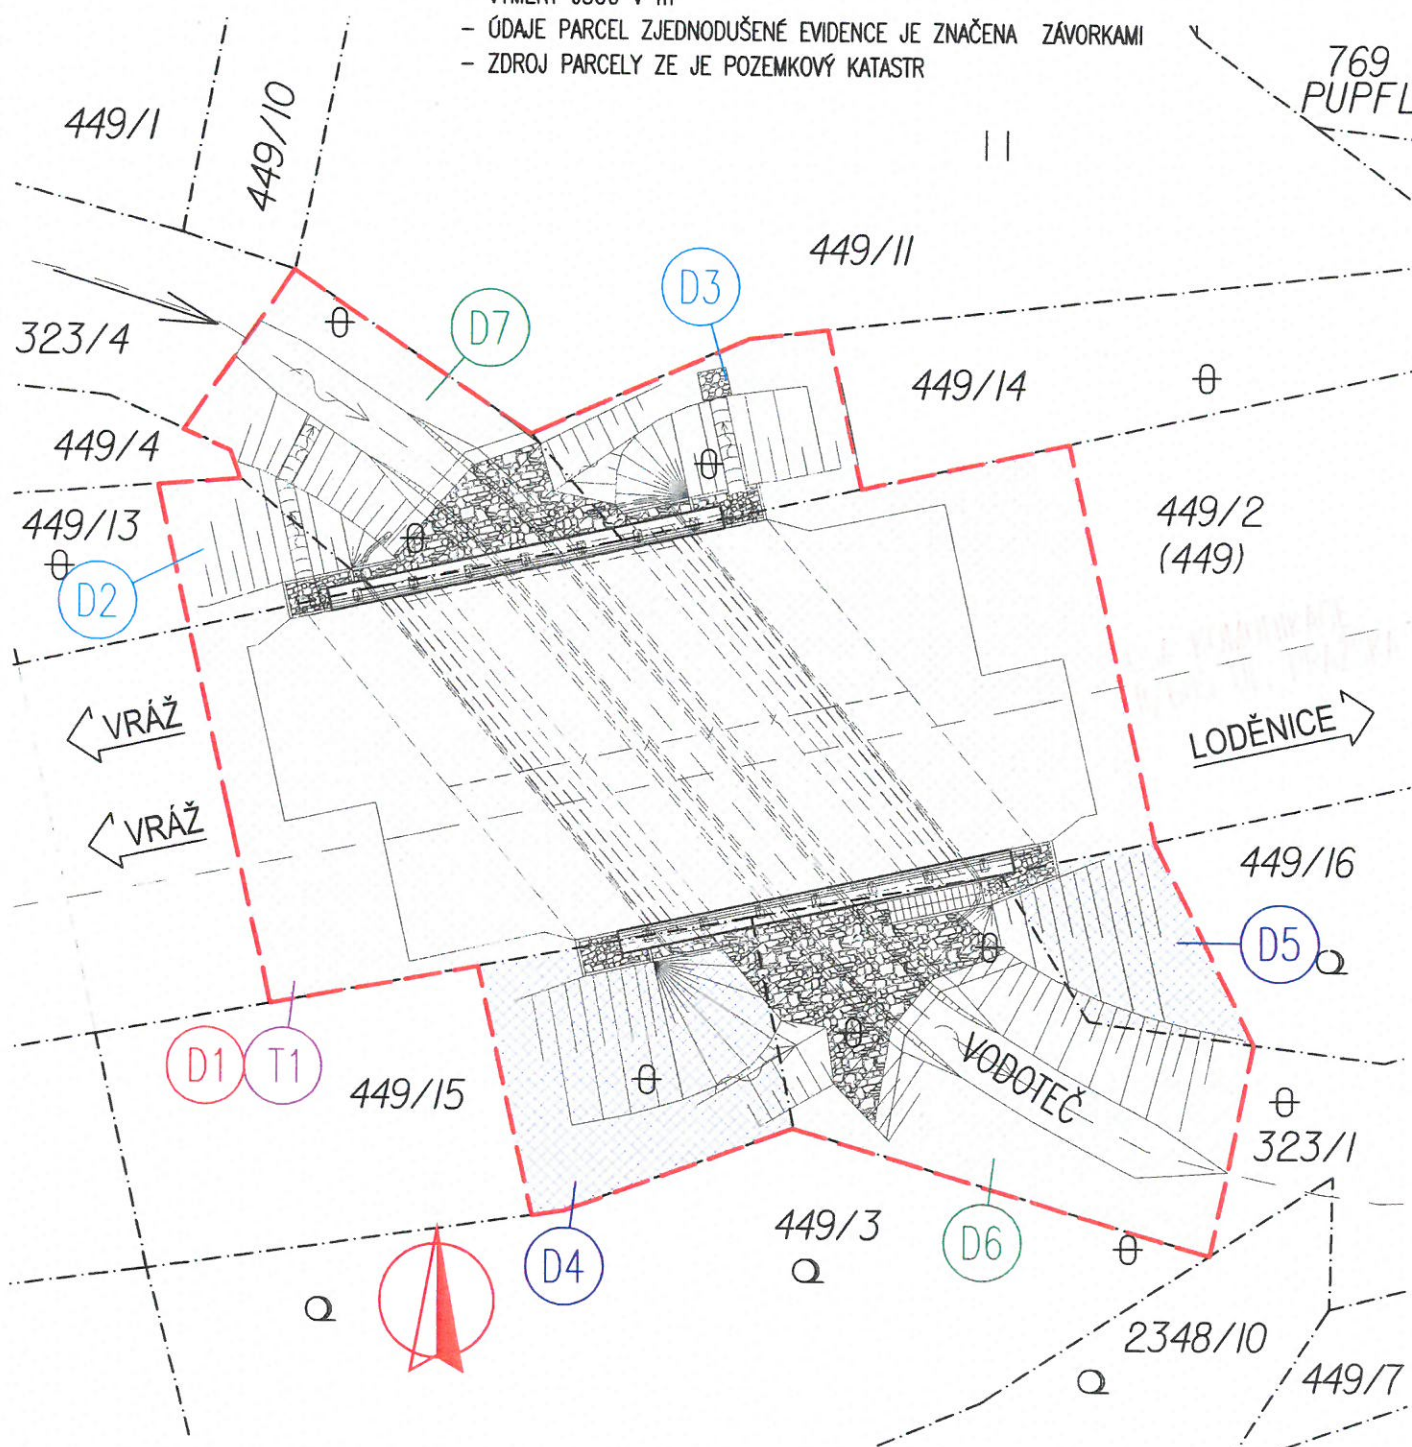 - ÚDAJE PARCEL ZJEDNODUŠENÉ EVIDENCE JE ZNAČENA ZÁVORKAMI
- ZDROJ PARCELY ZE JE POZEMKOVÝ KATASTR
769
PUPFL
449/1
449/10
449/11
D3
D7
323/4
449/14
449/4
449/13
449/2
(449)
D2
VRÁŽ
LODĚNICE
VRÁŽ
449/16
D5
VODOTEČ
D1
T1
449/15
323/1
449/3
D6
D4
2348/10
449/7